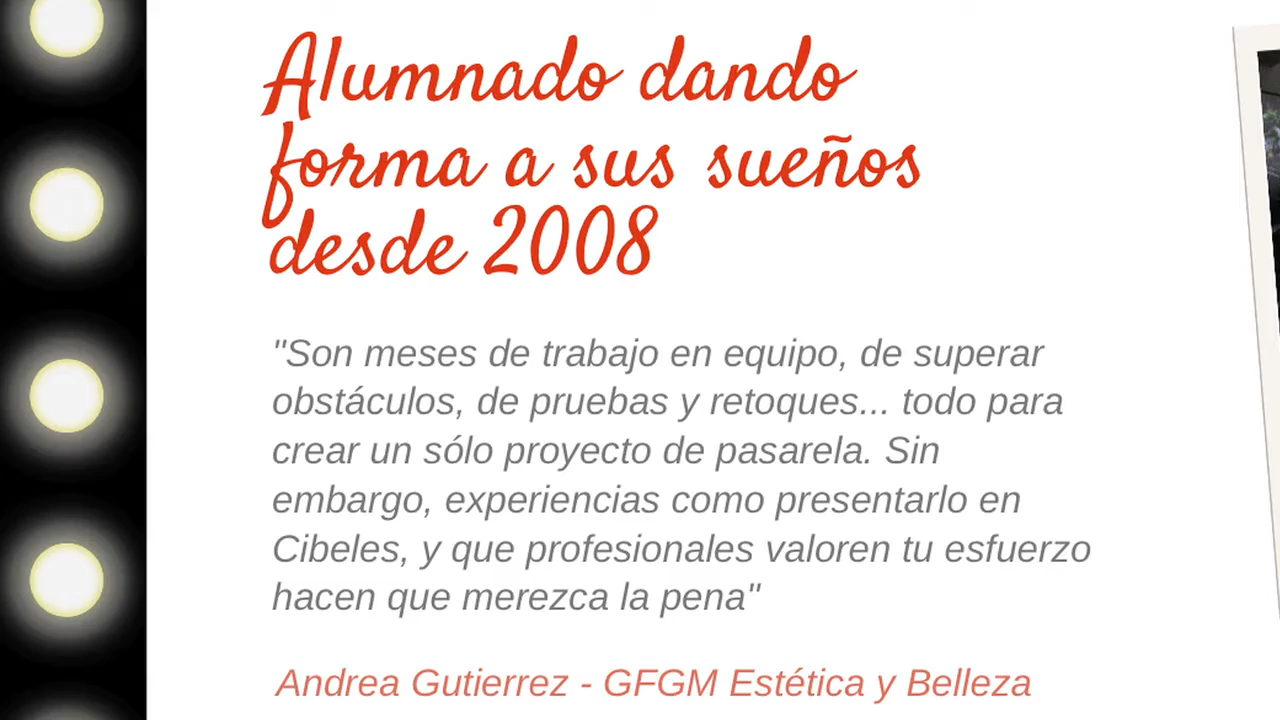 Alumnado dando
forma a sus sueños
desde 2008
"Son meses de trabajo en equipo, de superar
obstáculos, de pruebas y retoques... todo para
crear un sólo proyecto de pasarela. Sin
embargo, experiencias como presentarlo en
Cibeles, y que profesionales valoren tu esfuerzo
hacen que merezca la pena"
Andrea Gutierrez - GFGM Estética y Belleza